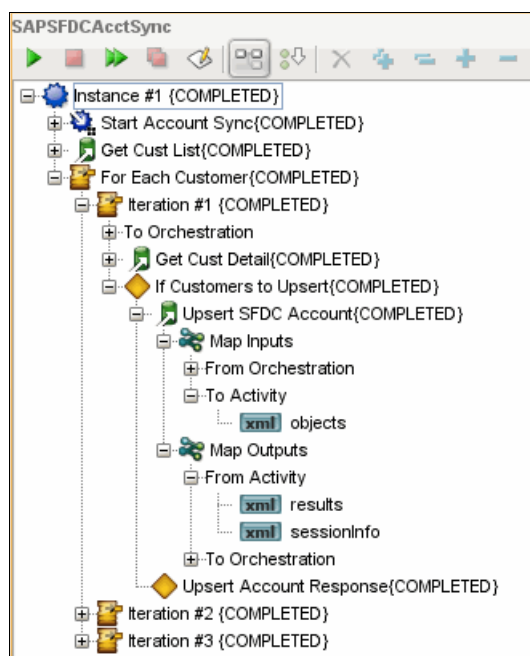 SAPSFDCAcctSync
Instance #1 {COMPLETED}
Start Account Sync{COMPLETED}
Get Cust List{COMPLETED}
For Each Customer{COMPLETED}
Iteration #1 {COMPLETED}
To Orchestration
Get Cust Detail{COMPLETED}
If Customers to Upsert{COMPLETED}
Upsert SFDC Account{COMPLETED}
Map Inputs
From Orchestration
To Activity
xml objects
Map Outputs
From Activity
xml results
xml sessionInfo
To Orchestration
Upsert Account Response{COMPLETED}
Iteration #2 {COMPLETED}
Iteration #3 {COMPLETED}